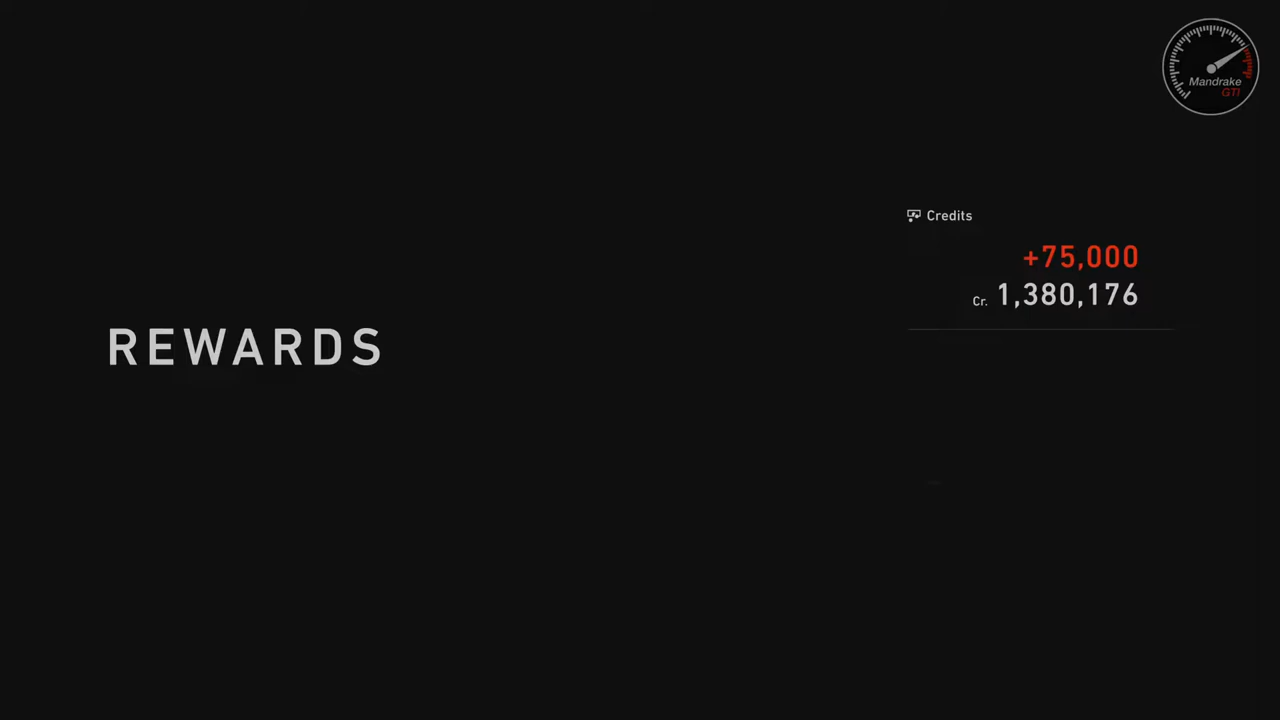 Mandrake
GTI
Credits
+75,000
Cr. 1,380,176
REWARDS